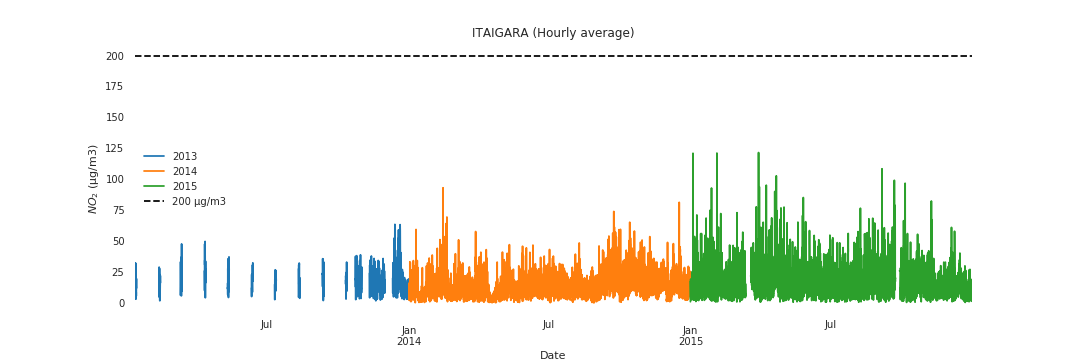 ITAIGARA (Hourly average)
200
175
150
125
100
75
50
25
0
NO₂ (µg/m3)
2013
2014
2015
200 µg/m3
Jul
Jan
2014
Jul
Jan
2015
Jul
Date